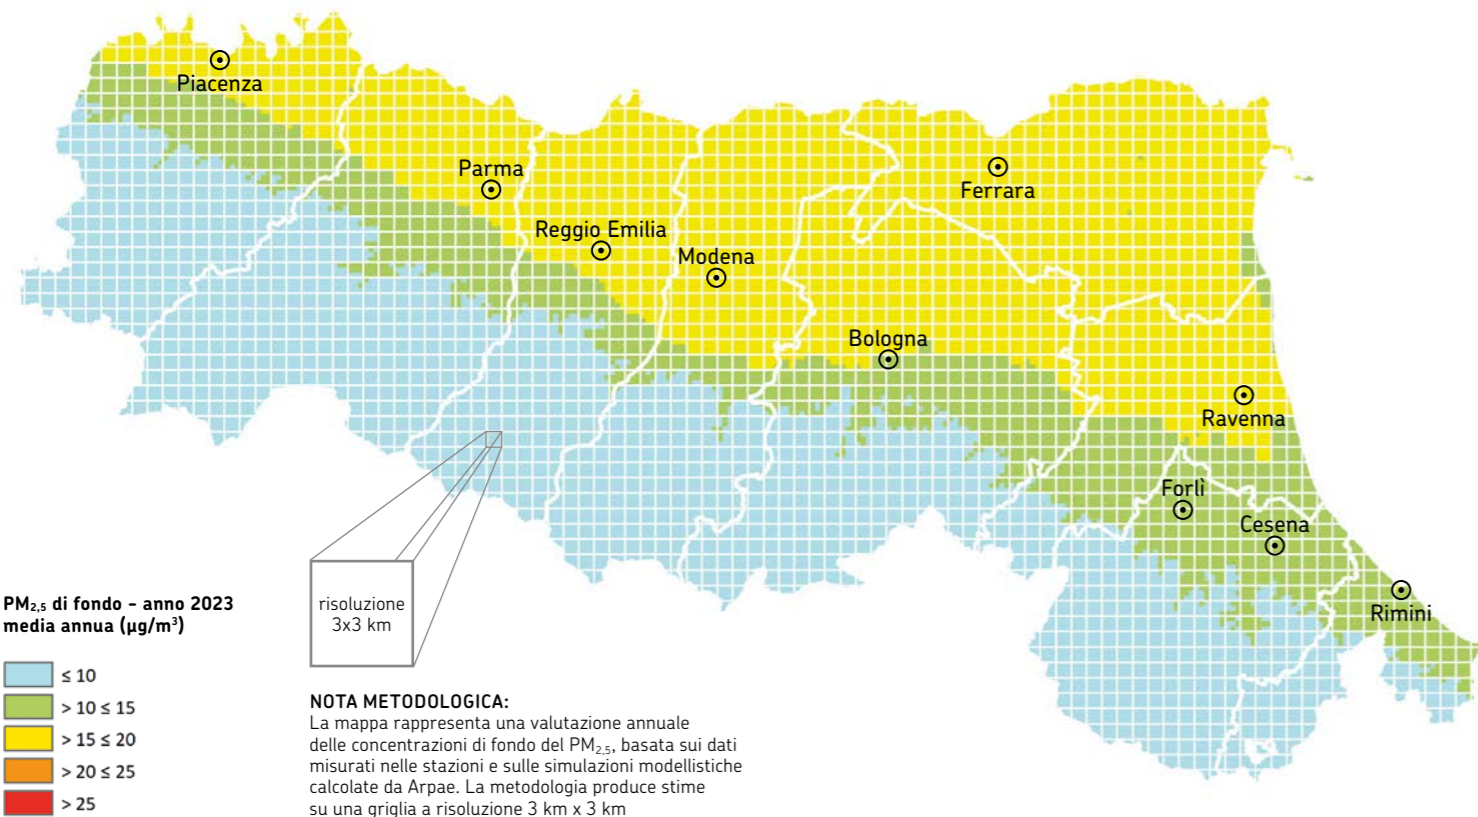 Piacenza
Parma
Ferrara
Reggio Emilia
Modena
Bologna
Ravenna
Forlì
Cesena
Rimini
PM2,5 di fondo - anno 2023
media annua (µg/m³)
≤ 10
> 10 ≤ 15
> 15 ≤ 20
> 20 ≤ 25
> 25
risoluzione
3x3 km
NOTA METODOLOGICA:
La mappa rappresenta una valutazione annuale
delle concentrazioni di fondo del PM2,5, basata sui dati
misurati nelle stazioni e sulle simulazioni modellistiche
calcolate da Arpae. La metodologia produce stime
su una griglia a risoluzione 3 km x 3 km